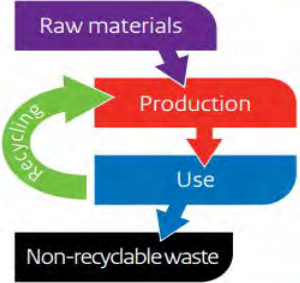 Raw materials
Production
Recycling
Use
Non-recyclable waste